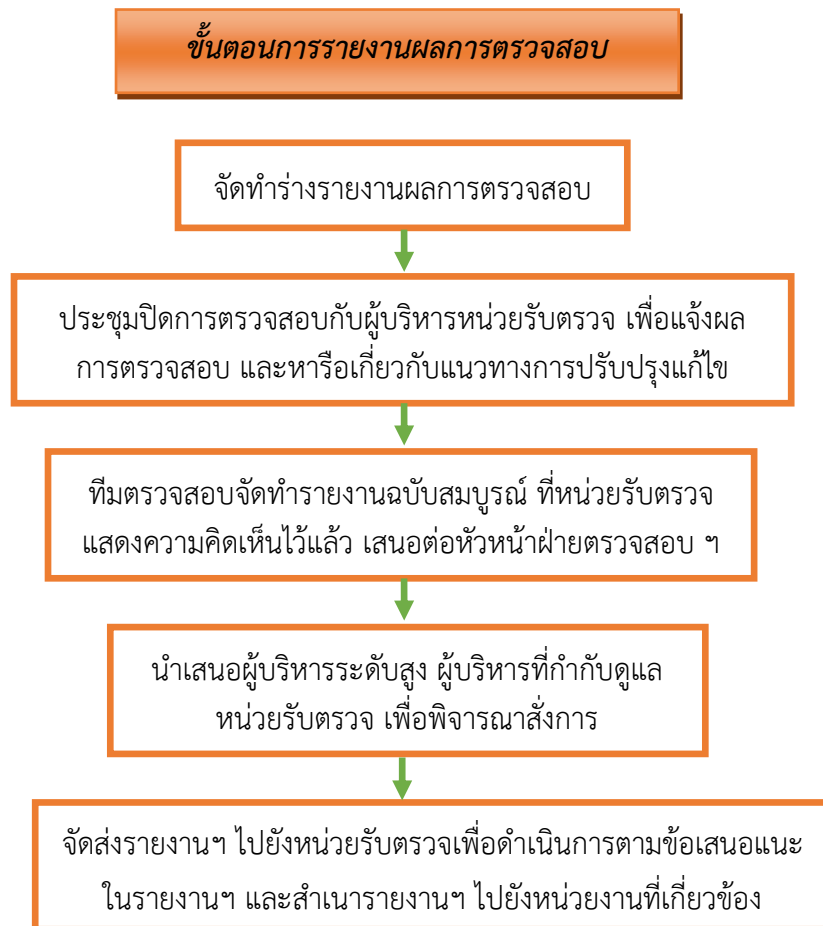 ขั้นตอนการรายงานผลการตรวจสอบ
จัดทำร่างรายงานผลการตรวจสอบ
ประชุมปิดการตรวจสอบกับผู้บริหารหน่วยรับตรวจ เพื่อแจ้งผล
การตรวจสอบ และหารือเกี่ยวกับแนวทางการปรับปรุงแก้ไข
ทีมตรวจสอบจัดทำรายงานฉบับสมบูรณ์ ที่หน่วยรับตรวจ
แสดงความคิดเห็นไว้แล้ว เสนอต่อหัวหน้าฝ่ายตรวจสอบ ฯ
นำเสนอผู้บริหารระดับสูง ผู้บริหารที่กำกับดูแล
หน่วยรับตรวจ เพื่อพิจารณาสั่งการ
จัดส่งรายงานฯ ไปยังหน่วยรับตรวจเพื่อดำเนินการตามข้อเสนอแนะ
ในรายงานฯ และสำเนารายงานฯ ไปยังหน่วยงานที่เกี่ยวข้อง